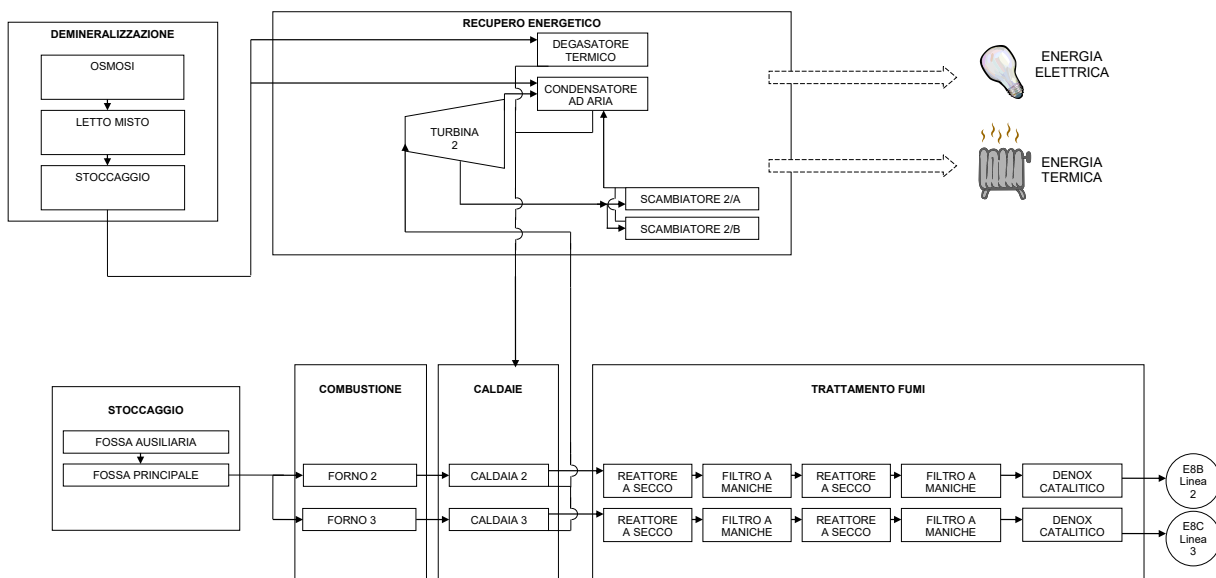 DEMINERALIZZAZIONE
OSMOSI
LETTO MISTO
STOCCAGGIO
RECUPERO ENERGETICO
DEGASATORE
TERMICO
CONDENSATORE
AD ARIA
TURBINA
2
SCAMBIATORE 2/A
SCAMBIATORE 2/B
ENERGIA
ELETTRICA
ENERGIA
TERMICA
STOCCAGGIO
FOSSA AUSILIARIA
FOSSA PRINCIPALE
COMBUSTIONE
FORNO 2
FORNO 3
CALDAIE
CALDAIA 2
CALDAIA 3
TRATTAMENTO FUMI
REATTORE
A SECCO
FILTRO A
MANICHE
REATTORE
A SECCO
FILTRO A
MANICHE
DENOX
CATALITICO
E8B
Linea
2
REATTORE
A SECCO
FILTRO A
MANICHE
REATTORE
A SECCO
FILTRO A
MANICHE
DENOX
CATALITICO
E8C
Linea
3